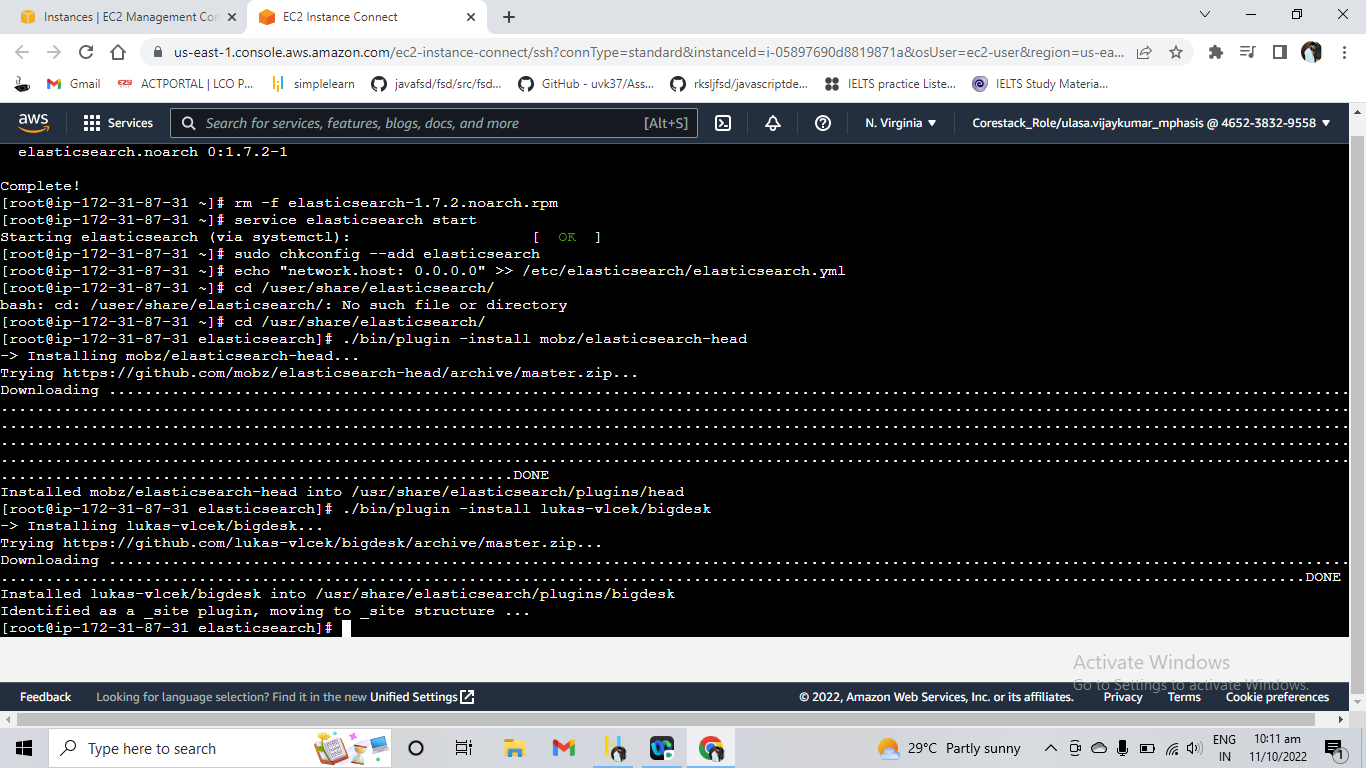 Instances | EC2 Management Con
EC2 Instance Connect
us-east-1.console.aws.amazon.com/ec2-instance-connect/ssh?connType=standard&instanceId=i-05897690d8819871a&osUser=ec2-user&region=us-ea...
Gmail
ACTPORTAL | LCO P...
simplelearn
javafsd/fsd/src/fsd...
GitHub - uvk37/Ass...
rksljfsd/javascriptde...
IELTS practice Liste...
IELTS Study Materia...
aws
Services
Search for services, features, blogs, docs, and more
[Alt+S]
N. Virginia
Corestack_Role/ulasa.vijaykumar_mphasis @ 4652-3832-9558
elasticsearch.noarch 0:1.7.2-1
Complete!
[root@ip-172-31-87-31 ~]# rm -f elasticsearch-1.7.2.noarch.rpm
[root@ip-172-31-87-31 ~]# service elasticsearch start
Starting elasticsearch (via systemctl): [ OK ]
[root@ip-172-31-87-31 ~]# sudo chkconfig --add elasticsearch
[root@ip-172-31-87-31 ~]# echo "network.host: 0.0.0.0" >> /etc/elasticsearch/elasticsearch.yml
[root@ip-172-31-87-31 ~]# cd /user/share/elasticsearch/
bash: cd: /user/share/elasticsearch/: No such file or directory
[root@ip-172-31-87-31 ~]# cd /usr/share/elasticsearch/
[root@ip-172-31-87-31 elasticsearch]# ./bin/plugin -install mobz/elasticsearch-head
-> Installing mobz/elasticsearch-head...
Trying https://github.com/mobz/elasticsearch-head/archive/master.zip...
Downloading ...
...DONE
Installed mobz/elasticsearch-head into /usr/share/elasticsearch/plugins/head
[root@ip-172-31-87-31 elasticsearch]# ./bin/plugin -install lukas-vlcek/bigdesk
-> Installing lukas-vlcek/bigdesk...
Trying https://github.com/lukas-vlcek/bigdesk/archive/master.zip...
Downloading ...
...DONE
Installed lukas-vlcek/bigdesk into /usr/share/elasticsearch/plugins/bigdesk
Identified as a _site plugin, moving to _site structure ...
[root@ip-172-31-87-31 elasticsearch]#
Activate Windows
Go to Settings to activate Windows.
Feedback
Looking for language selection? Find it in the new Unified Settings
© 2022, Amazon Web Services, Inc. or its affiliates.
Privacy
Terms
Cookie preferences
Type here to search
29°C Partly sunny
ENG
IN
10:11 am
11/10/2022
1